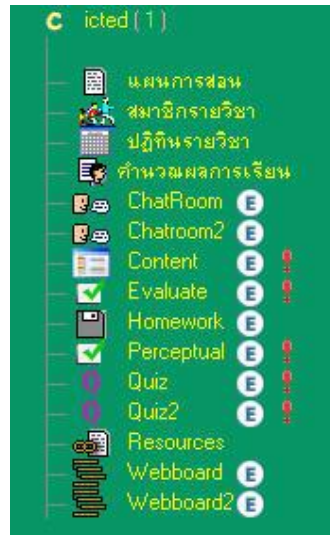 C icted ( 1 )
แผนการสอน
สมาชิกรายวิชา
ปฏิทินรายวิชา
คำนวณผลการเรียน
ChatRoom E
Chatroom2 E
Content E
Evaluate E
Homework E
Perceptual E
Quiz E
Quiz2 E
Resources
Webboard E
Webboard2 E